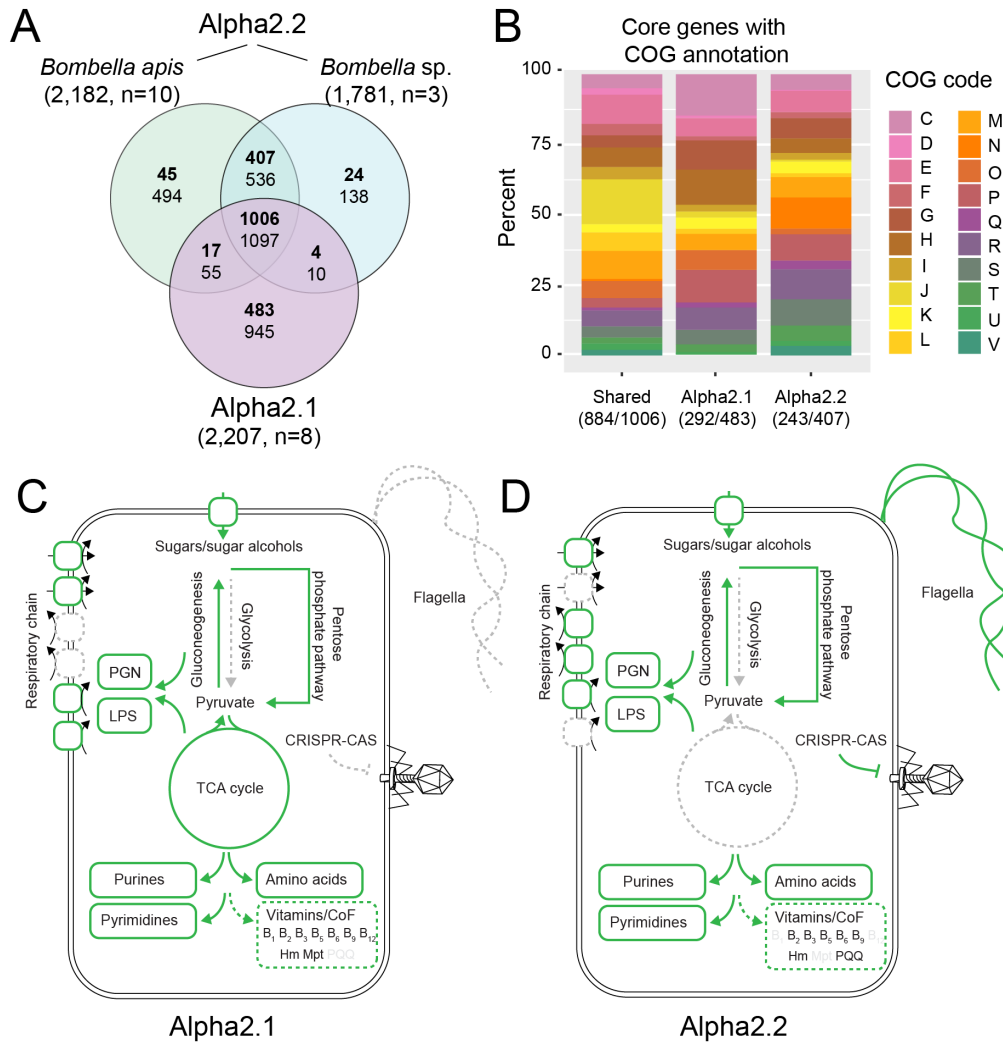 A
Alpha2.2
Bombella apis
(2,182, n=10)
Bombella sp.
(1,781, n=3)
45
494
407
536
24
138
1006
1097
17
55
4
10
483
945
Alpha2.1
(2,207, n=8)
B
Core genes with
COG annotation
Percent
100
75
50
25
0
Shared
(884/1006)
Alpha2.1
(292/483)
Alpha2.2
(243/407)
COG code
C
D
E
F
G
H
I
J
K
L
M
N
O
P
Q
R
S
T
U
V
C
Sugars/sugar alcohols
Respiratory chain
Gluconeogenesis
Glycolysis
Pentose
phosphate pathway
Flagella
PGN
LPS
Pyruvate
CRISPR-CAS
TCA cycle
Purines
Amino acids
Pyrimidines
Vitamins/CoF
B1 B2 B3 B5 B6 B9 B12
Hm Mpt PQQ
Alpha2.1
D
Sugars/sugar alcohols
Respiratory chain
Gluconeogenesis
Glycolysis
Pentose
phosphate pathway
Flagella
PGN
LPS
Pyruvate
CRISPR-CAS
TCA cycle
Purines
Amino acids
Pyrimidines
Vitamins/CoF
B1 B2 B3 B5 B6 B9 B12
Hm Mpt PQQ
Alpha2.2